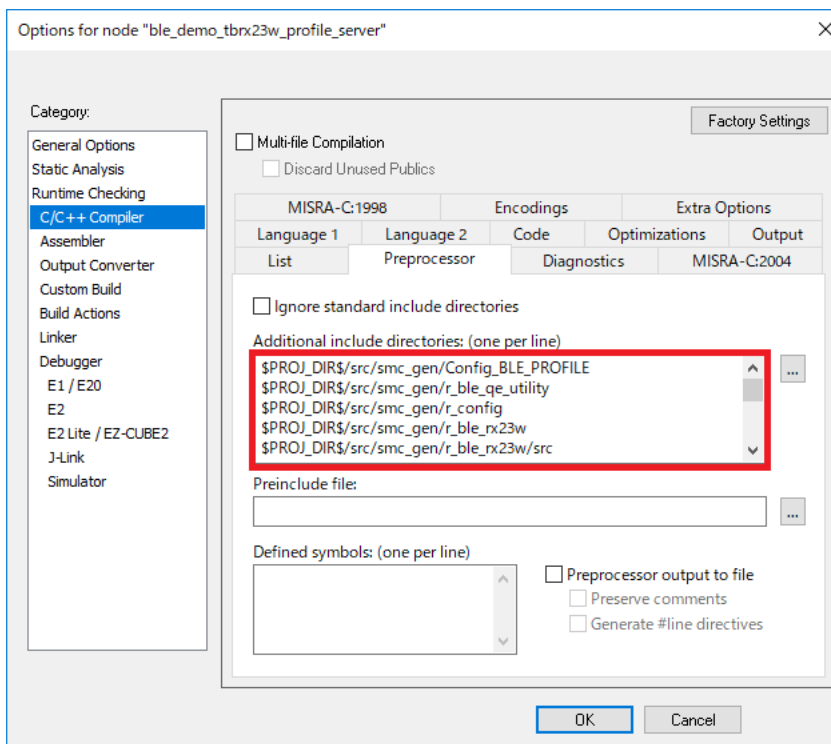 Options for node "ble_demo_tbrx23w_profile_server"
Category:
General Options
Static Analysis
Runtime Checking
C/C++ Compiler
Assembler
Output Converter
Custom Build
Build Actions
Linker
Debugger
E1 / E20
E2
E2 Lite / EZ-CUBE2
J-Link
Simulator
Factory Settings
Multi-file Compilation
Discard Unused Publics
MISRA-C:1998 Encodings Extra Options
Language 1 Language 2 Code Optimizations Output
List Preprocessor Diagnostics MISRA-C:2004
Ignore standard include directories
Additional include directories: (one per line)
$PROJ_DIR$/src/smc_gen/Config_BLE_PROFILE
$PROJ_DIR$/src/smc_gen/r_ble_qe_utility
$PROJ_DIR$/src/smc_gen/r_config
$PROJ_DIR$/src/smc_gen/r_ble_rx23w
$PROJ_DIR$/src/smc_gen/r_ble_rx23w/src
...
Preinclude file:
...
Defined symbols: (one per line)
Preprocessor output to file
Preserve comments
Generate #line directives
OK Cancel